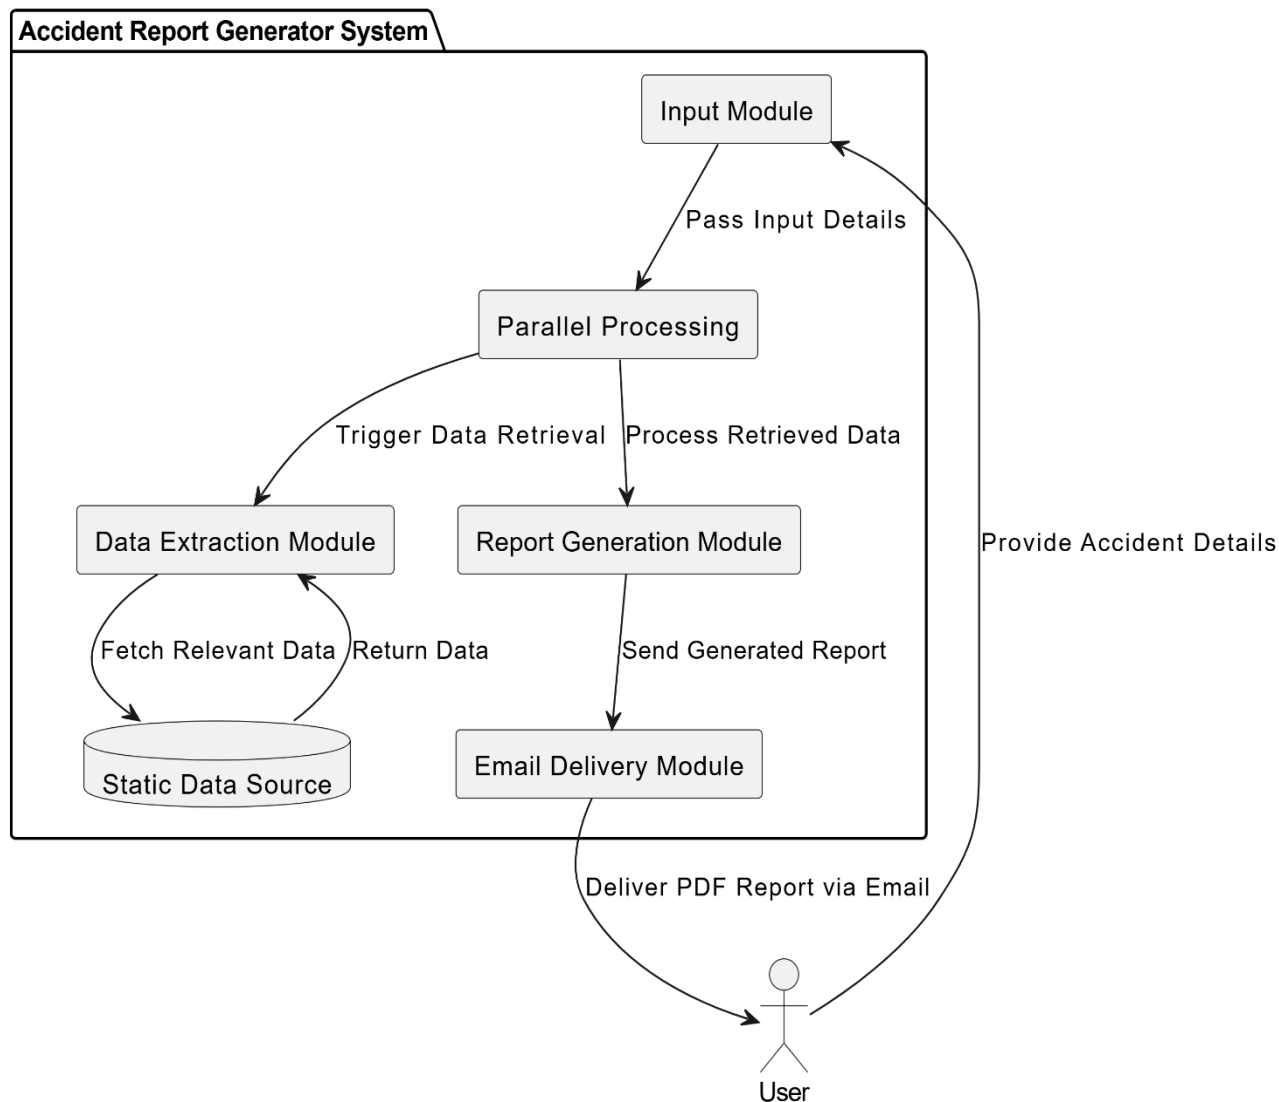 Accident Report Generator System
Input Module
Pass Input Details
Parallel Processing
Trigger Data Retrieval
Process Retrieved Data
Data Extraction Module
Report Generation Module
Provide Accident Details
Fetch Relevant Data
Return Data
Send Generated Report
Static Data Source
Email Delivery Module
Deliver PDF Report via Email
User